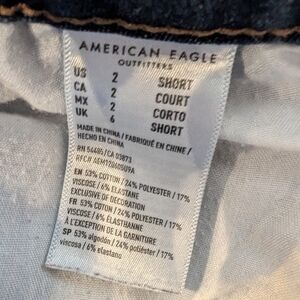 AMERICAN EAGLE
OUTFITTERS
US 2 SHORT
CA 2 COURT
MX 2 CORTO
UK 6 SHORT
MADE IN CHINA / FABRIQUÉ EN CHINE /
HECHO EN CHINA
RN 54485/CA 03873
EN 53% COTTON / 24% POLYESTER / 17%
VISCOSE / 6% ELASTANE
EXCLUSIVE OF DECORATION
FR 53% COTON / 24% POLYESTER / 17%
VISCOSE / 6% ÉLASTHANNE
À L'EXCEPTION DE LA GARNITURE
SP 53% algodón / 24% poliéster / 17%
viscosa / 6% elastano